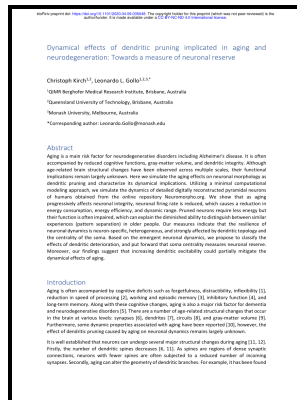 bioRxiv preprint doi: https://doi.org/10.1101/2020.04.09.035048. The copyright holder for this preprint (which was not peer-reviewed) is the
author/funder. It is made available under a CC-BY-NC-ND 4.0 International license.
Dynamical effects of dendritic pruning implicated in aging and
neurodegeneration: Towards a measure of neuronal reserve
Christoph Kirch1,2, Leonardo L. Gollo1,2,3,*
1QIMR Berghofer Medical Research Institute, Brisbane, Australia
2Queensland University of Technology, Brisbane, Australia
3Monash University, Melbourne, Australia
*Corresponding author: Leonardo.Gollo@monash.edu
Abstract
Aging is a main risk factor for neurodegenerative disorders including Alzheimer's disease. It is often
accompanied by reduced cognitive functions, gray-matter volume, and dendritic integrity. Although
age-related brain structural changes have been observed across multiple scales, their functional
implications remain largely unknown. Here we simulate the aging effects on neuronal morphology as
dendritic pruning and characterize its dynamical implications. Utilizing a minimal computational
modeling approach, we simulate the dynamics of detailed digitally reconstructed pyramidal neurons
of humans obtained from the online repository Neuromorpho.org. We show that as aging
progressively affects neuronal integrity, neuronal firing rate is reduced, which causes a reduction in
energy consumption, energy efficiency, and dynamic range. Pruned neurons require less energy but
their function is often impaired, which can explain the diminished ability to distinguish between similar
experiences (pattern separation) in older people. Our measures indicate that the resilience of
neuronal dynamics is neuron-specific, heterogeneous, and strongly affected by dendritic topology and
the centrality of the soma. Based on the emergent neuronal dynamics, we propose to classify the
effects of dendritic deterioration, and put forward that soma centrality measures neuronal reserve.
Moreover, our findings suggest that increasing dendritic excitability could partially mitigate the
dynamical effects of aging.
Introduction
Aging is often accompanied by cognitive deficits such as forgetfulness, distractibility, inflexibility [1],
reduction in speed of processing [2], working and episodic memory [3], inhibitory function [4], and
long-term memory. Along with these cognitive changes, aging is also a major risk factor for dementia
and neurodegenerative disorders [5]. There are a number of age-related structural changes that occur
in the brain at various levels: synapses [6], dendrites [7], circuits [8], and gray-matter volume [9].
Furthermore, some dynamic properties associated with aging have been reported [10], however, the
effect of dendritic pruning caused by aging on neuronal dynamics remains largely unknown.
It is well established that neurons can undergo several major structural changes during aging [11, 12].
Firstly, the number of dendritic spines decreases [6, 11]. As spines are regions of dense synaptic
connections, neurons with fewer spines are often subjected to a reduced number of incoming
synapses. Secondly, aging can alter the geometry of dendritic branches. For example, it has been found